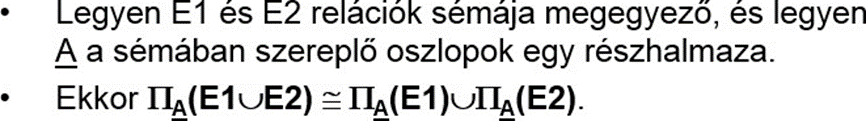 • Legyen E1 és E2 relációk sémája megegyező, és legyen
A a sémában szereplő oszlopok egy részhalmaza.
• Ekkor ΠA(E1∪E2) ≅ ΠA(E1)∪ΠA(E2).